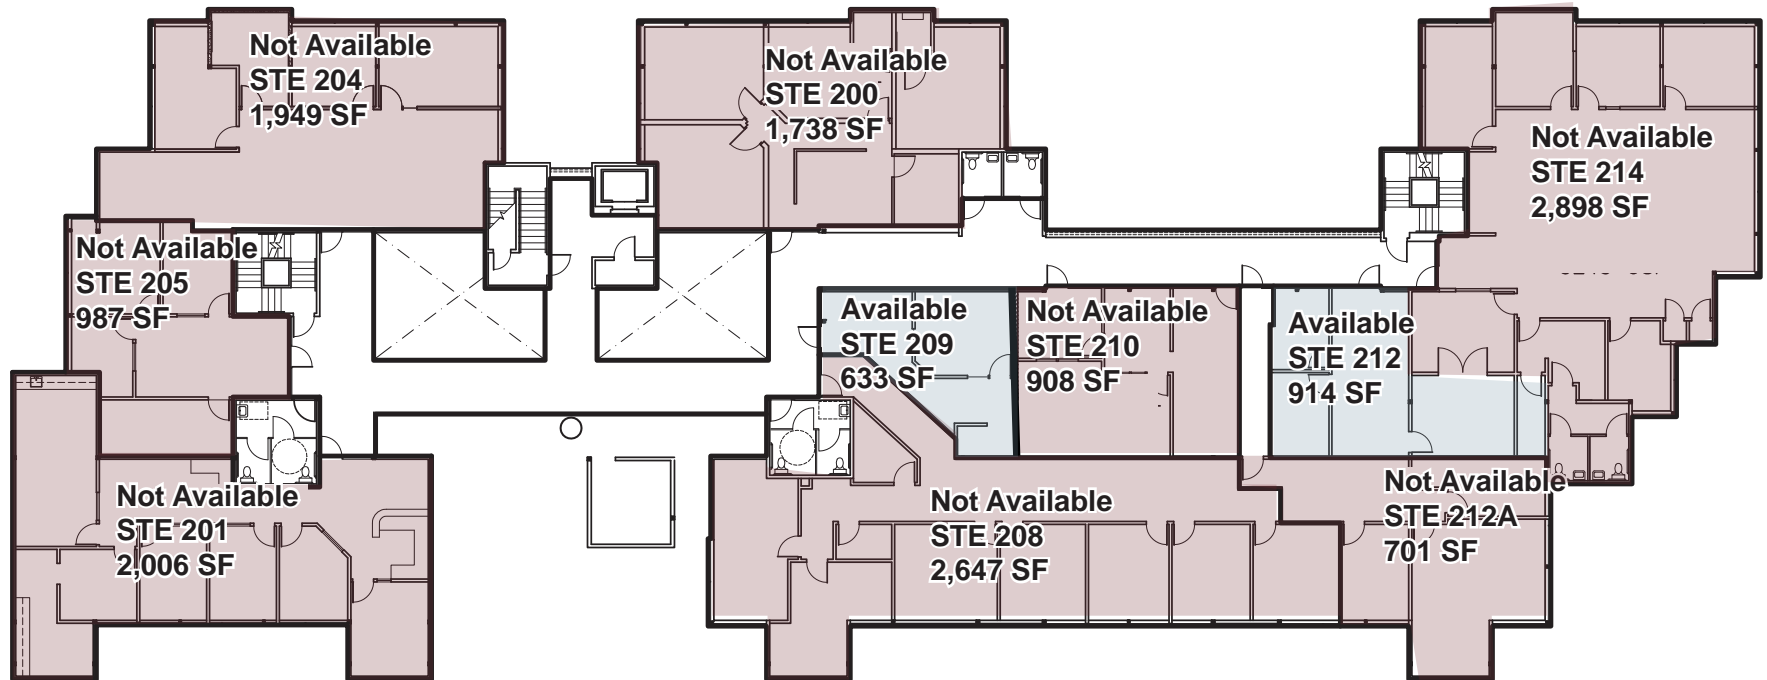 Not Available
STE 204
1,949 SF
Not Available
STE 200
1,738 SF
Not Available
STE 214
2,898 SF
Not Available
STE 205
987 SF
Available
STE 209
633 SF
Not Available
STE 210
908 SF
Available
STE 212
914 SF
Not Available
STE 201
2,006 SF
Not Available
STE 208
2,647 SF
Not Available
STE 212A
701 SF